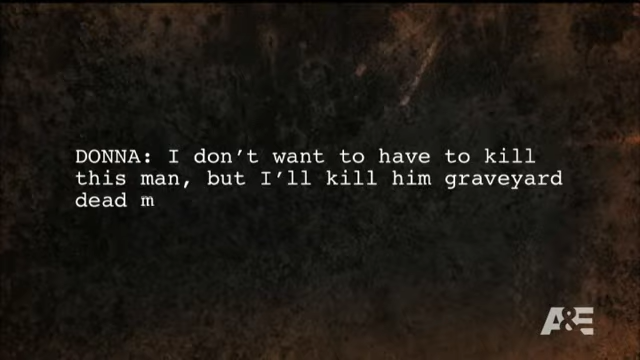 DONNA: I don't want to have to kill
this man, but I'll kill him graveyard
dead m
A&E